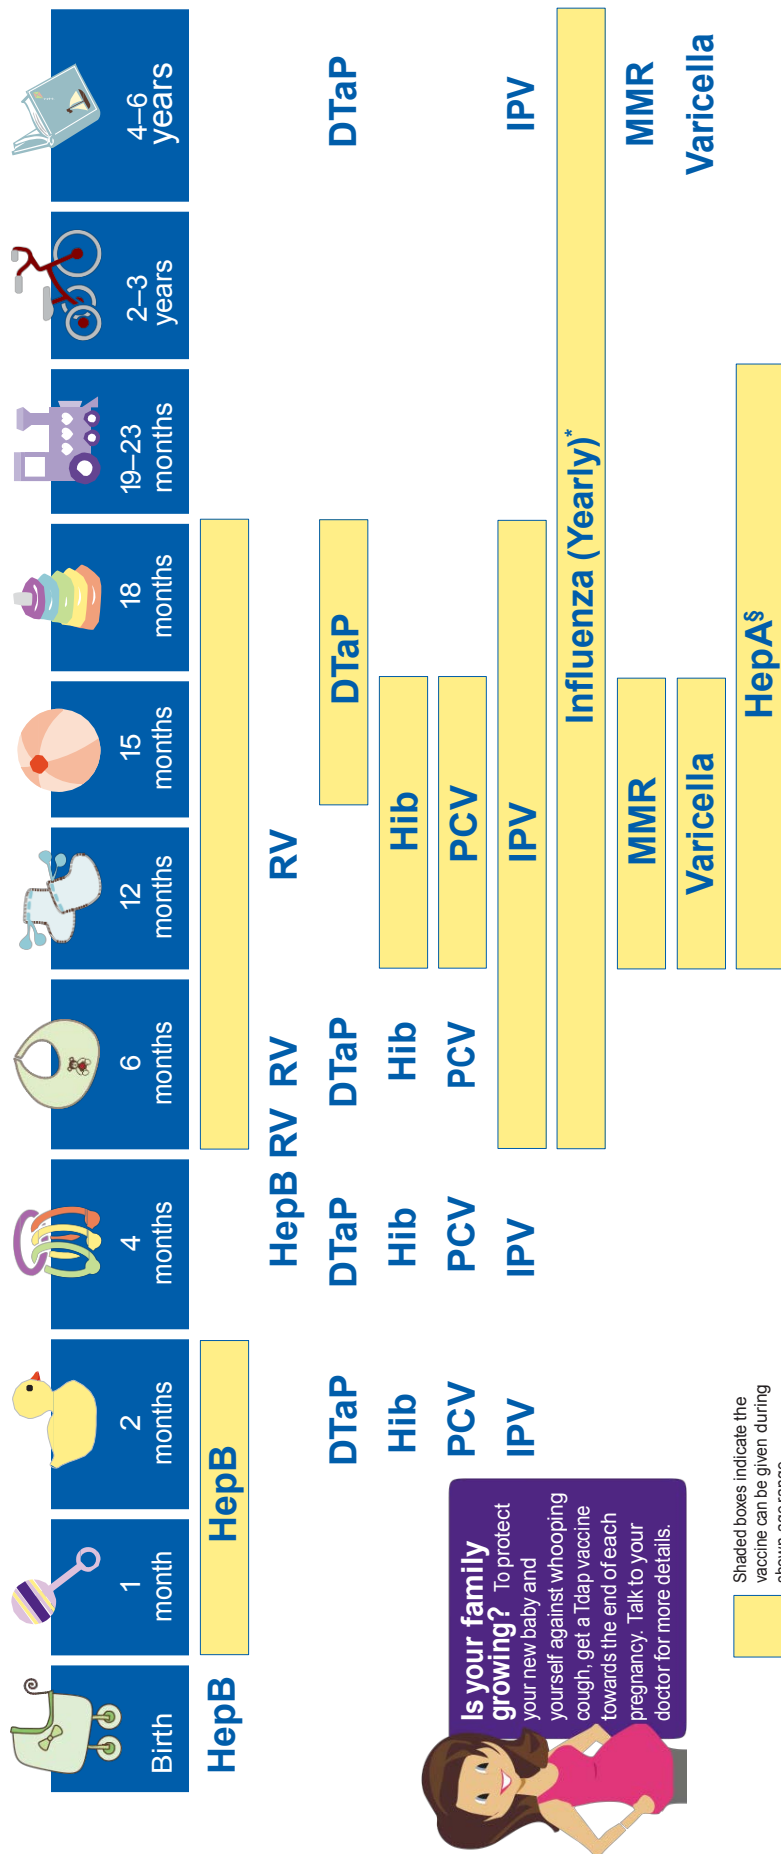 Birth
1
month
2
months
4
months
6
months
12
months
15
months
18
months
19–23
months
2–3
years
4–6
years
HepB
HepB
HepB RV RV
RV
DTaP
DTaP
DTaP
DTaP
DTaP
Hib
Hib
Hib
Hib
PCV
PCV
PCV
PCV
IPV
IPV
IPV
IPV
Influenza (Yearly)*
MMR
MMR
Varicella
Varicella
HepA§
Is your family
growing? To protect
your new baby and
yourself against whooping
cough, get a Tdap vaccine
towards the end of each
pregnancy. Talk to your
doctor for more details.
Shaded boxes indicate the
vaccine can be given during
shown age range